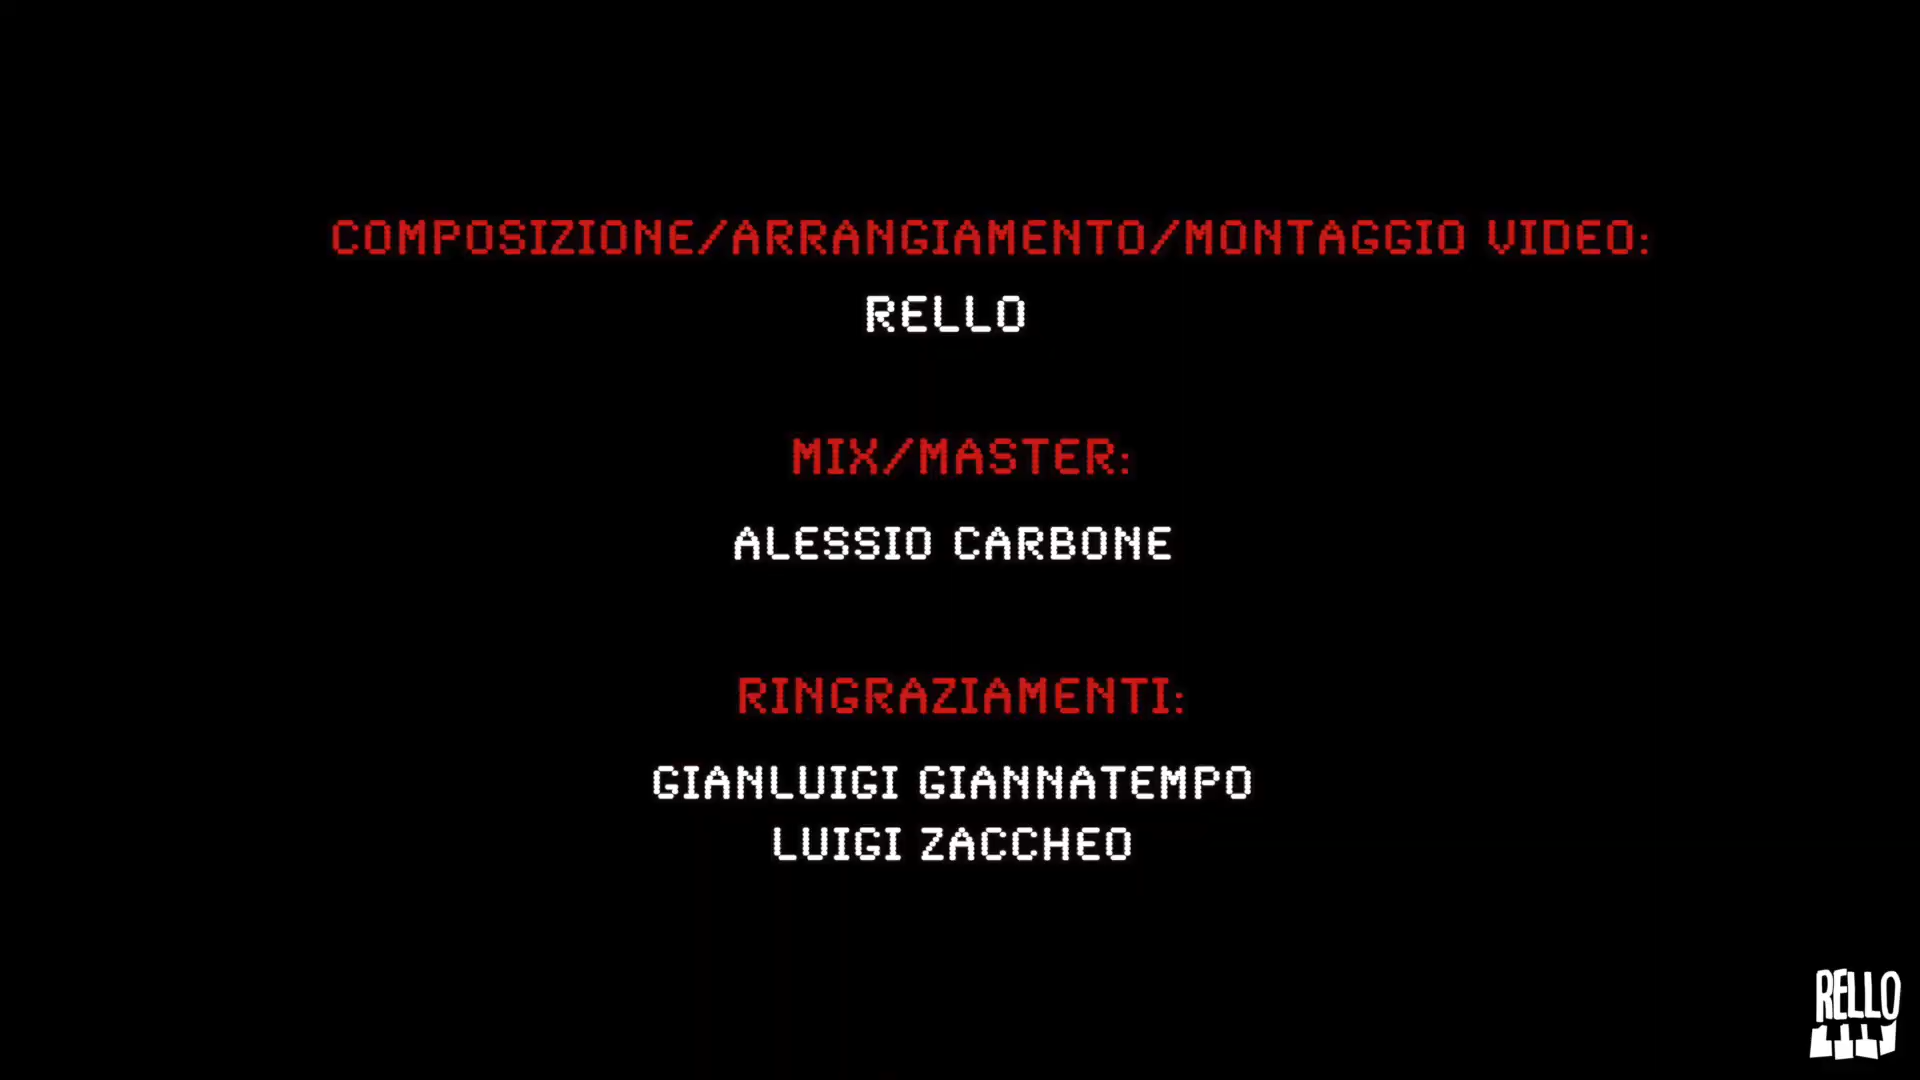 COMPOSIZIONE/ARRANGIAMENTO/MONTAGGIO VIDEO:
RELLO
MIX/MASTER:
ALESSIO CARBONE
RINGRAZIAMENTI:
GIANLUIGI GIANNATEMPO
LUIGI ZACCHEO
RELLO